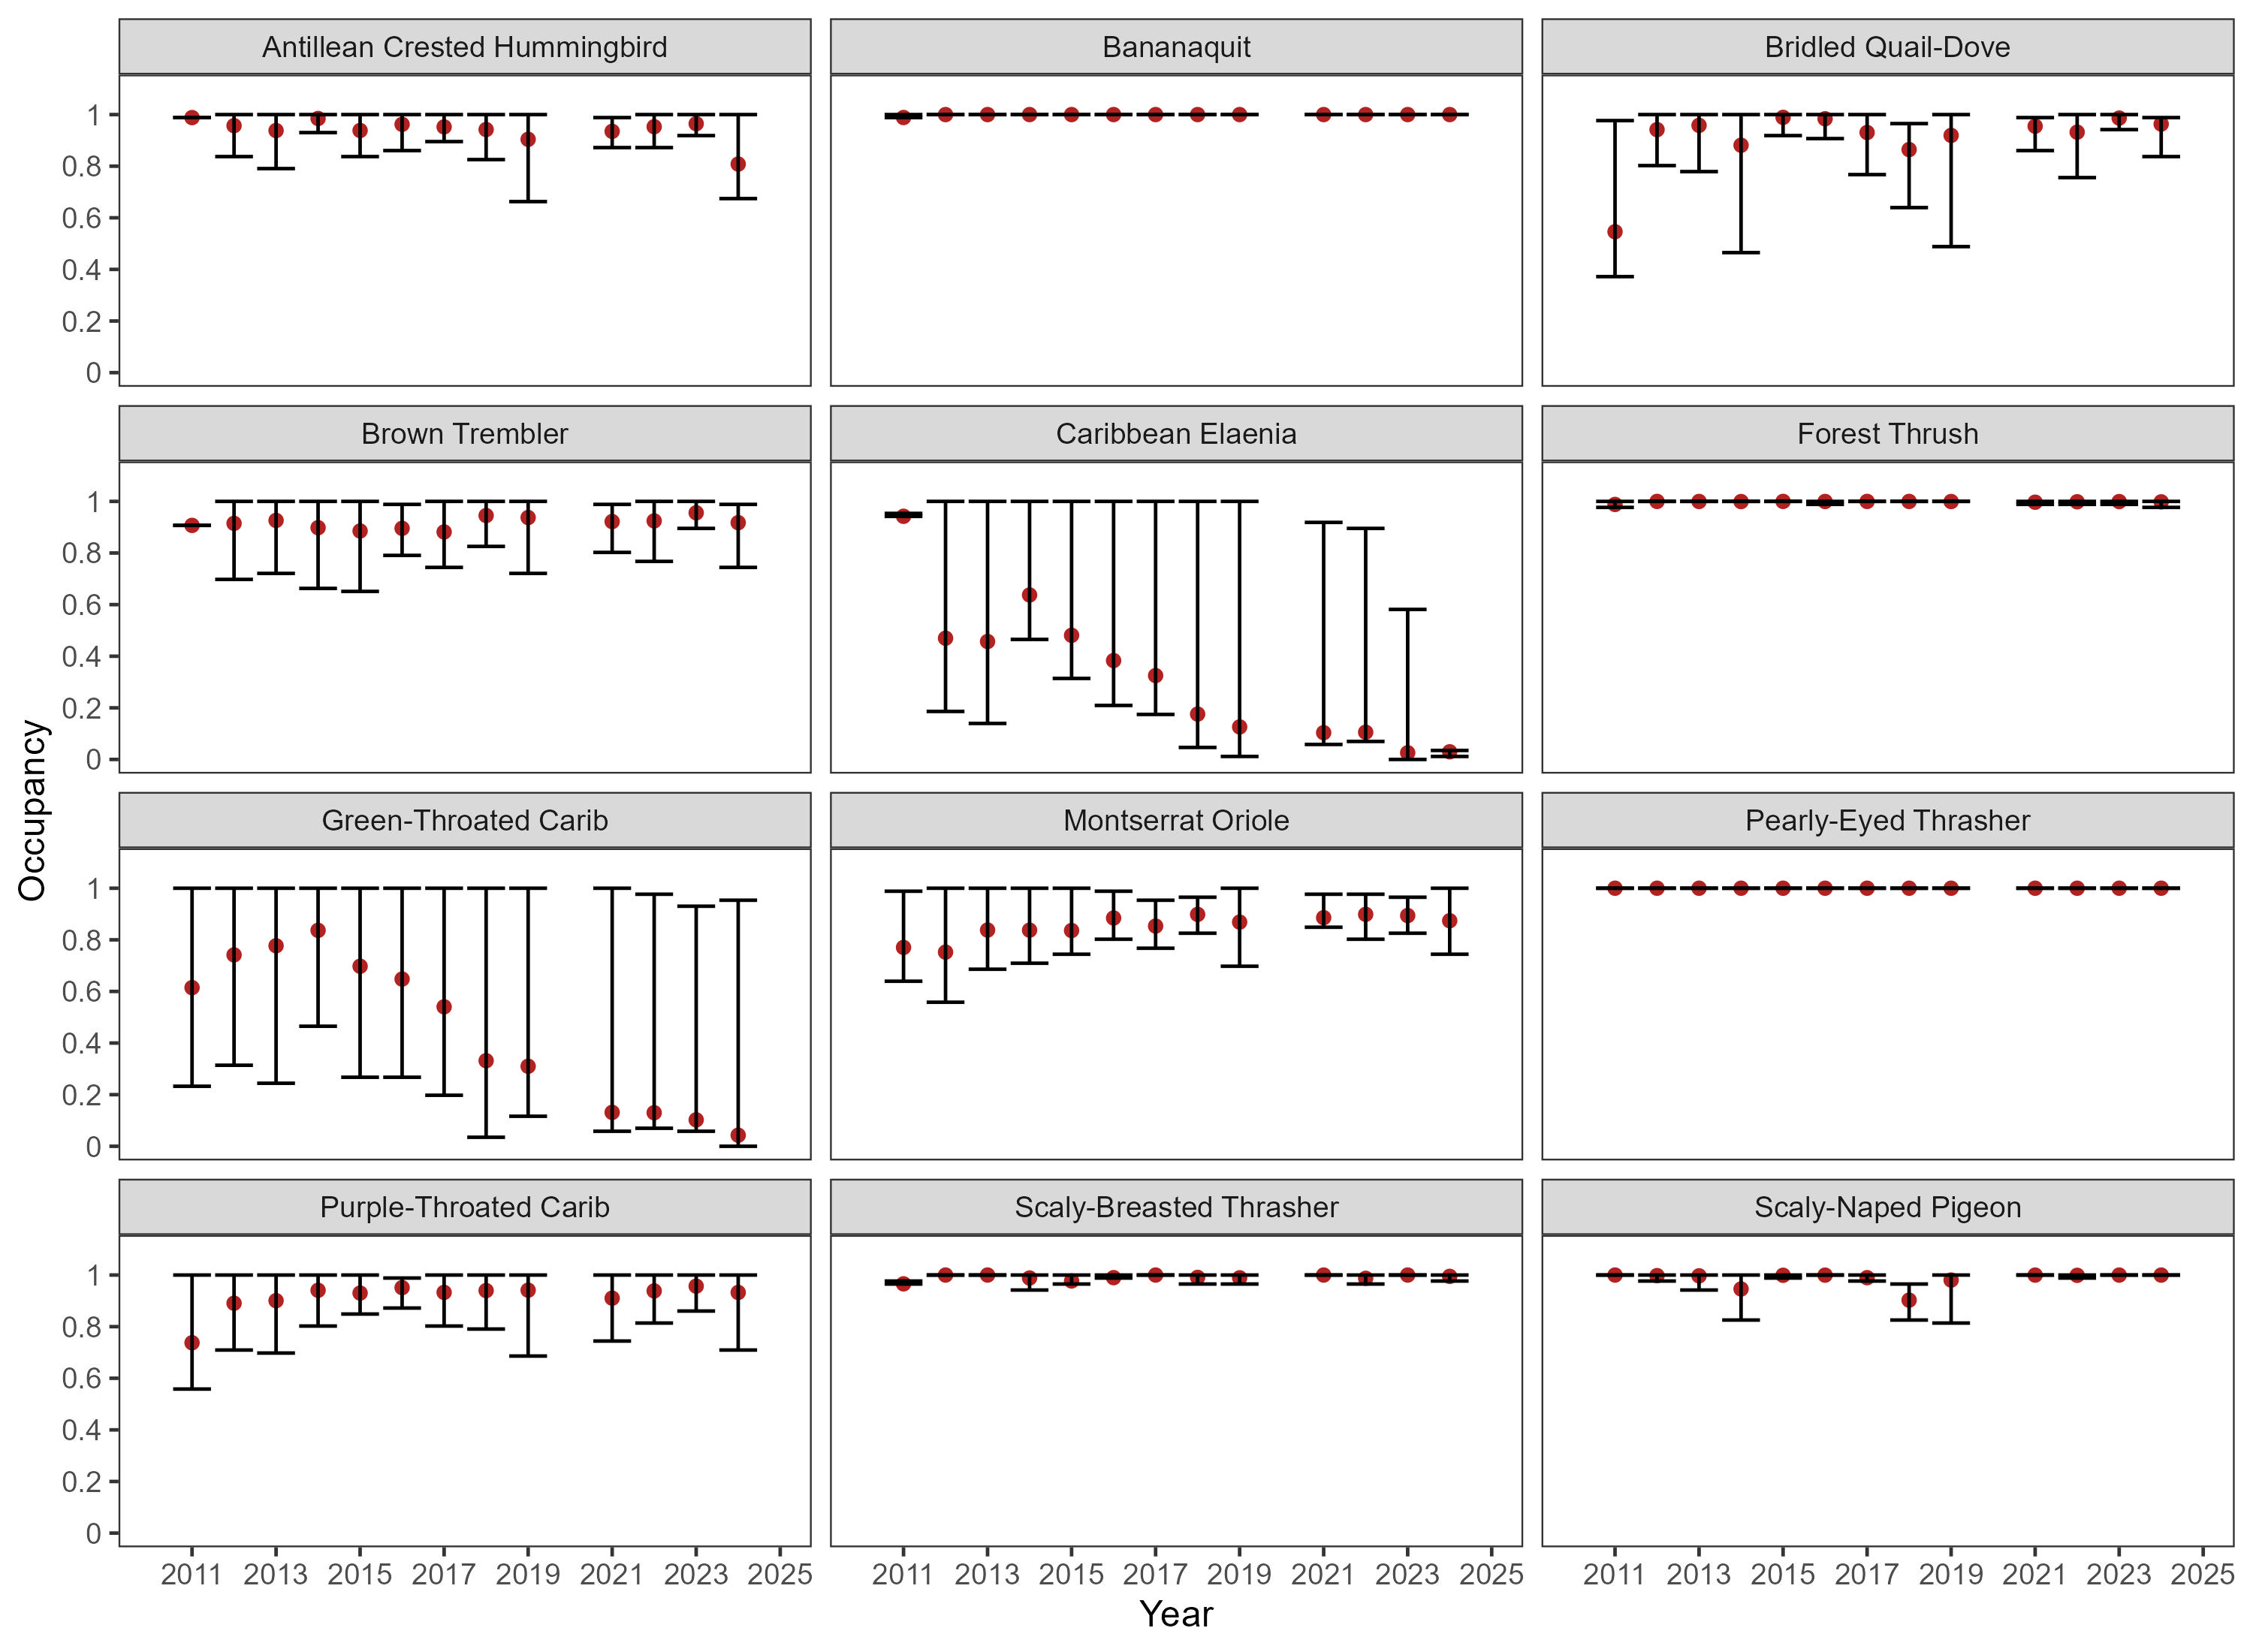 Antillean Crested Hummingbird
Bananaquit
Bridled Quail-Dove
1
0.8
0.6
0.4
0.2
0
Brown Trembler
Caribbean Elaenia
Forest Thrush
1
0.8
0.6
0.4
0.2
0
Occupancy
Green-Throated Carib
Montserrat Oriole
Pearly-Eyed Thrasher
1
0.8
0.6
0.4
0.2
0
Purple-Throated Carib
Scaly-Breasted Thrasher
Scaly-Naped Pigeon
1
0.8
0.6
0.4
0.2
0
2011 2013 2015 2017 2019 2021 2023 2025
2011 2013 2015 2017 2019 2021 2023 2025
2011 2013 2015 2017 2019 2021 2023 2025
Year